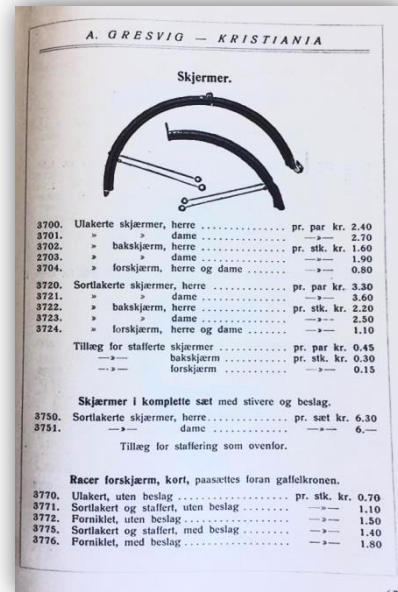 A. GRESVIG — KRISTIANIA
Skjermer.
3700. Ulakerte skjærmer, herre .............. pr. par kr. 2.40
3701. » » dame .............. —»— 2.70
3702. » bakskjærm, herre ........... pr. stk. kr. 1.60
2703. » » dame .............. —»— 1.90
3704. » forskjærm, herre og dame ....... —»— 0.80
3720. Sortlakerte skjærmer, herre ........... pr. par kr. 3.30
3721. » » dame ............ —»— 3.60
3722. » bakskjærm, herre ......... pr. stk. kr. 2.20
3723. » » dame ............ —»— 2.50
3724. » forskjærm, herre og dame ....... —»— 1.10
Tillæg for stafferte skjærmer ........... pr. par kr. 0.45
—»— bakskjærm .......... pr. stk. kr. 0.30
—»— forskjærm .......... —»— 0.15
Skjærmer i komplette sæt med stivere og beslag.
3750. Sortlakerte skjærmer, herre............. pr. sæt kr. 6.30
3751. —»— dame ............. —»— 6.—
Tillæg for staffering som ovenfor.
Racer forskjærm, kort, paasættes foran gaffelkronen.
3770. Ulakert, uten beslag .................. pr. stk. kr. 0.70
3771. Sortlakert og staffert, uten beslag ......... —»— 1.10
3772. Forniklet, uten beslag ................ —»— 1.50
3775. Sortlakert og staffert, med beslag ......... —»— 1.40
3776. Forniklet, med beslag ................. —»— 1.80